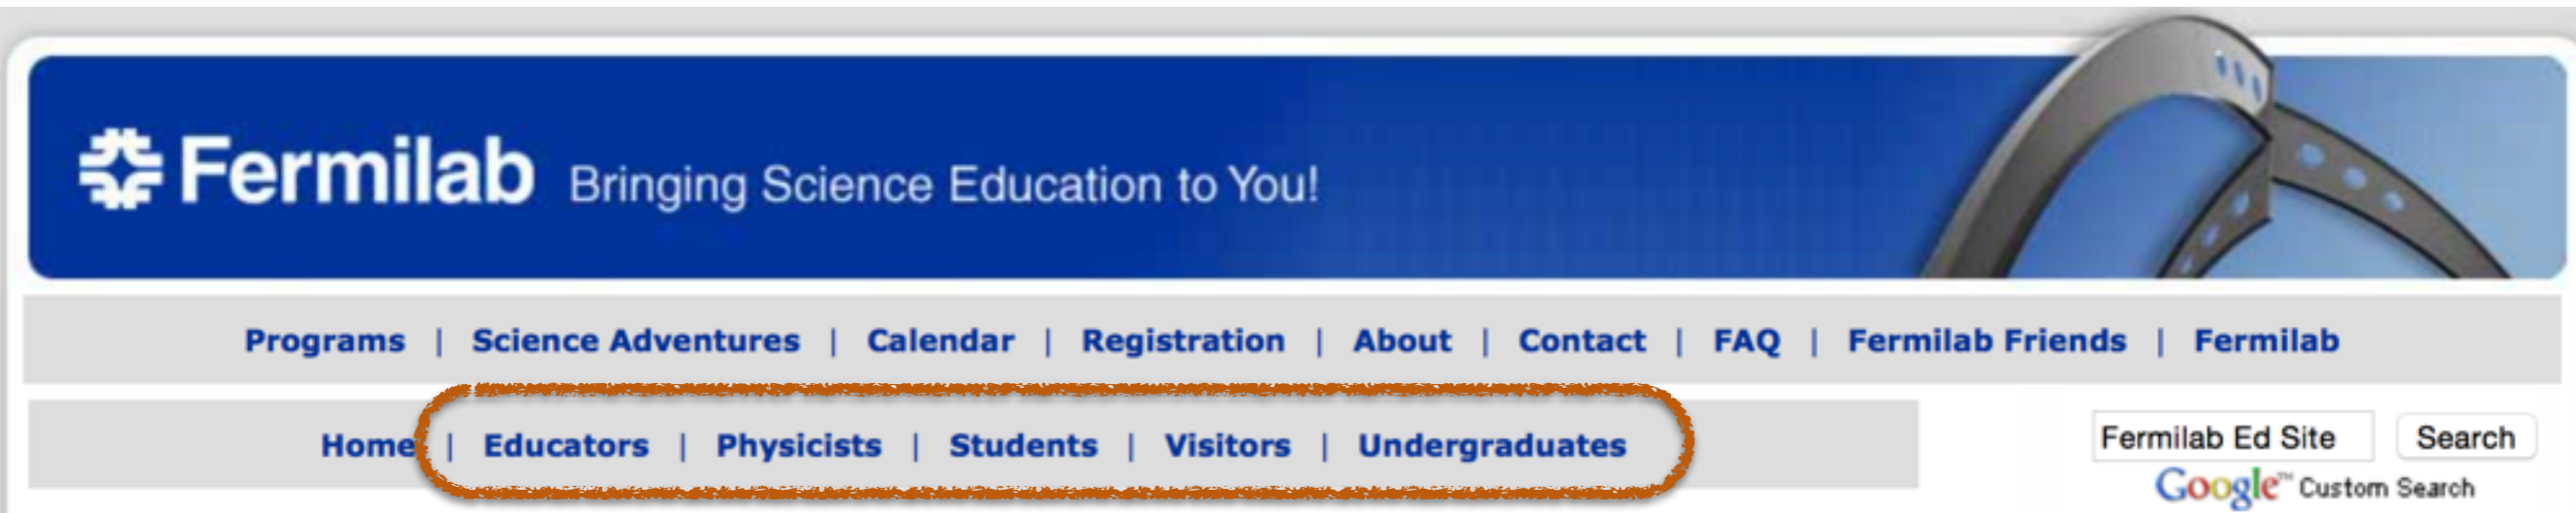 Fermilab Bringing Science Education to You!
Programs | Science Adventures | Calendar | Registration | About | Contact | FAQ | Fermilab Friends | Fermilab
Home | Educators | Physicists | Students | Visitors | Undergraduates
Fermilab Ed Site Search
Google™ Custom Search